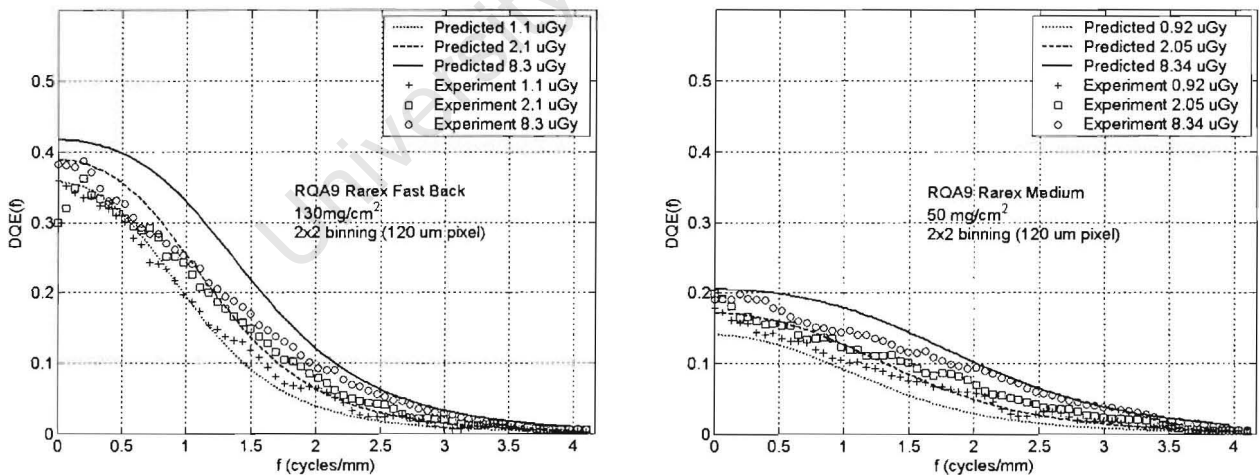 University
Predicted 1.1 uGy
Predicted 2.1 uGy
Predicted 8.3 uGy
Experiment 1.1 uGy
Experiment 2.1 uGy
Experiment 8.3 uGy
0.5
0.4
0.3
0.2
0.1
0
DQE(f)
RQA9 Rarex Fast Back
130mg/cm²
2x2 binning (120 um pixel)
0 0.5 1 1.5 2 2.5 3 3.5 4
f (cycles/mm)
Predicted 0.92 uGy
Predicted 2.05 uGy
Predicted 8.34 uGy
Experiment 0.92 uGy
Experiment 2.05 uGy
Experiment 8.34 uGy
0.5
0.4
0.3
0.2
0.1
0
DQE(f)
RQA9 Rarex Medium
50 mg/cm²
2x2 binning (120 um pixel)
0 0.5 1 1.5 2 2.5 3 3.5 4
f (cycles/mm)